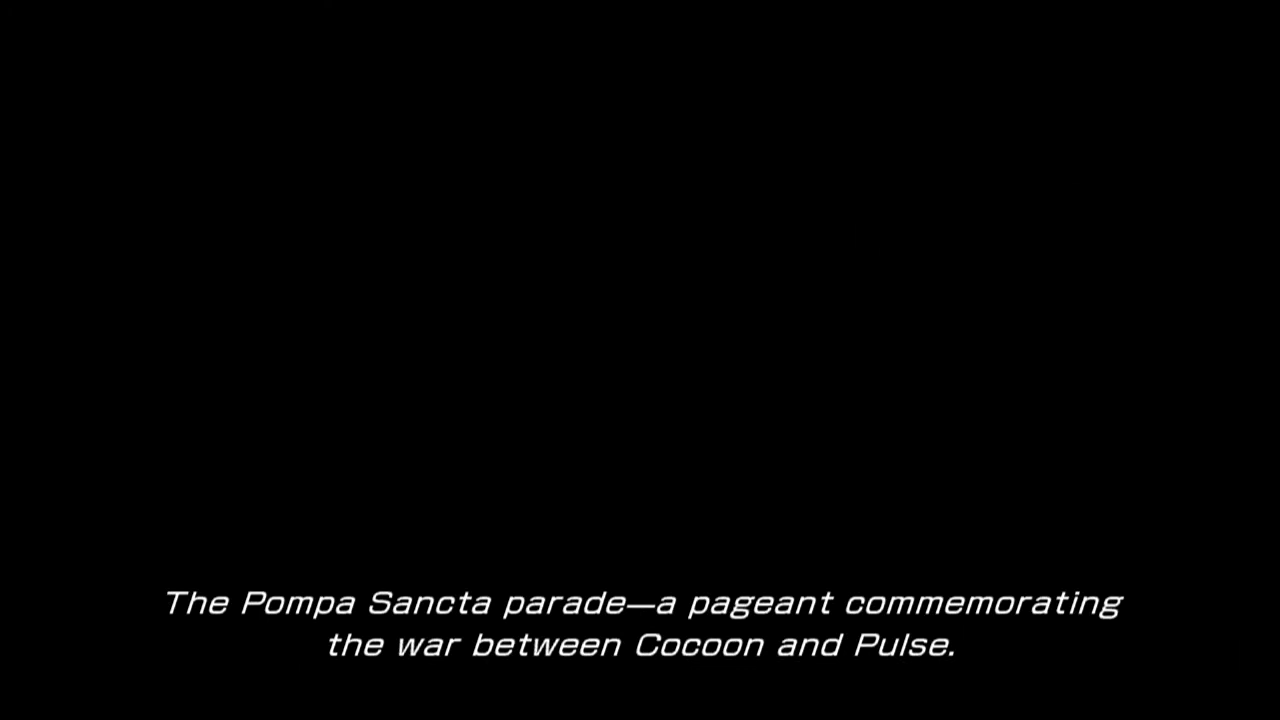 The Pompa Sancta parade—a pageant commemorating
the war between Cocoon and Pulse.